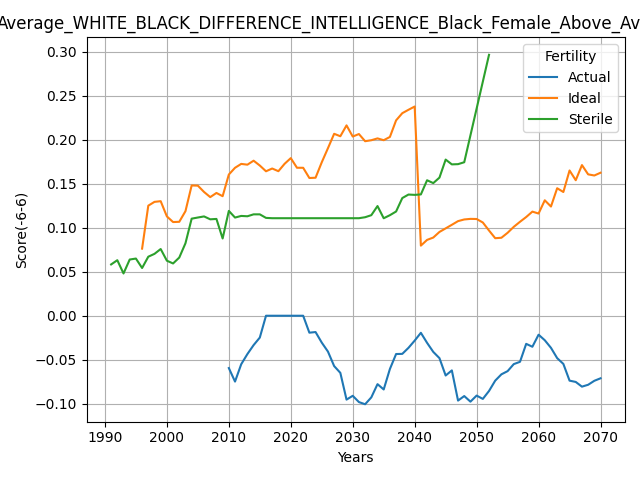 Average_WHITE_BLACK_DIFFERENCE_INTELLIGENCE_Black_Female_Above_Av
0.30
0.25
0.20
0.15
0.10
0.05
0.00
−0.05
−0.10
Score(-6-6)
Fertility
Actual
Ideal
Sterile
1990 2000 2010 2020 2030 2040 2050 2060 2070
Years